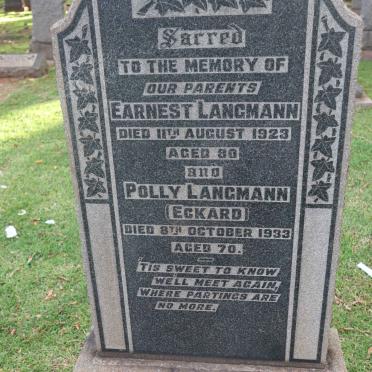 Sacred
TO THE MEMORY OF
OUR PARENTS
EARNEST LANGMANN
DIED 11TH AUGUST 1923
AGED 80
and
POLLY LANGMANN
(ECKARD)
DIED 8TH OCTOBER 1933
AGED 70.
'TIS SWEET TO KNOW
WE'LL MEET AGAIN,
WHERE PARTINGS ARE
NO MORE.